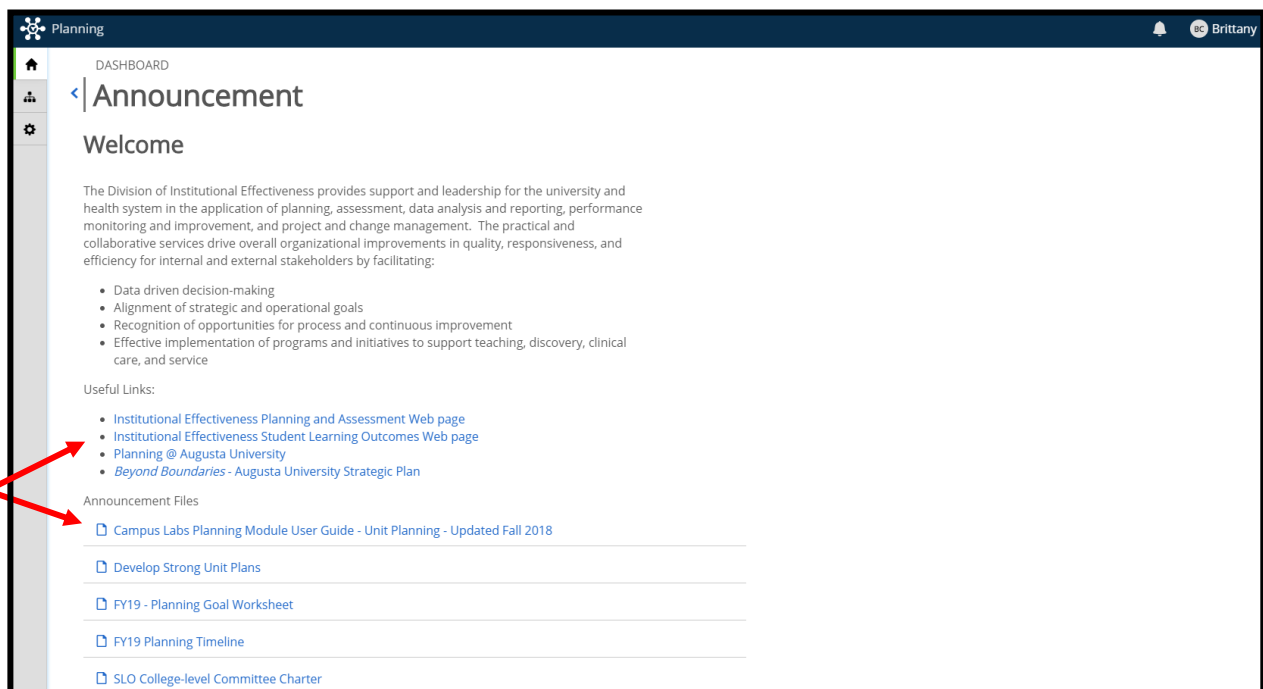 Planning
BC Brittany
DASHBOARD
Announcement
Welcome
The Division of Institutional Effectiveness provides support and leadership for the university and
health system in the application of planning, assessment, data analysis and reporting, performance
monitoring and improvement, and project and change management.  The practical and
collaborative services drive overall organizational improvements in quality, responsiveness, and
efficiency for internal and external stakeholders by facilitating:
• Data driven decision-making
• Alignment of strategic and operational goals
• Recognition of opportunities for process and continuous improvement
• Effective implementation of programs and initiatives to support teaching, discovery, clinical
care, and service
Useful Links:
• Institutional Effectiveness Planning and Assessment Web page
• Institutional Effectiveness Student Learning Outcomes Web page
• Planning @ Augusta University
• Beyond Boundaries - Augusta University Strategic Plan
Announcement Files
Campus Labs Planning Module User Guide - Unit Planning - Updated Fall 2018
Develop Strong Unit Plans
FY19 - Planning Goal Worksheet
FY19 Planning Timeline
SLO College-level Committee Charter